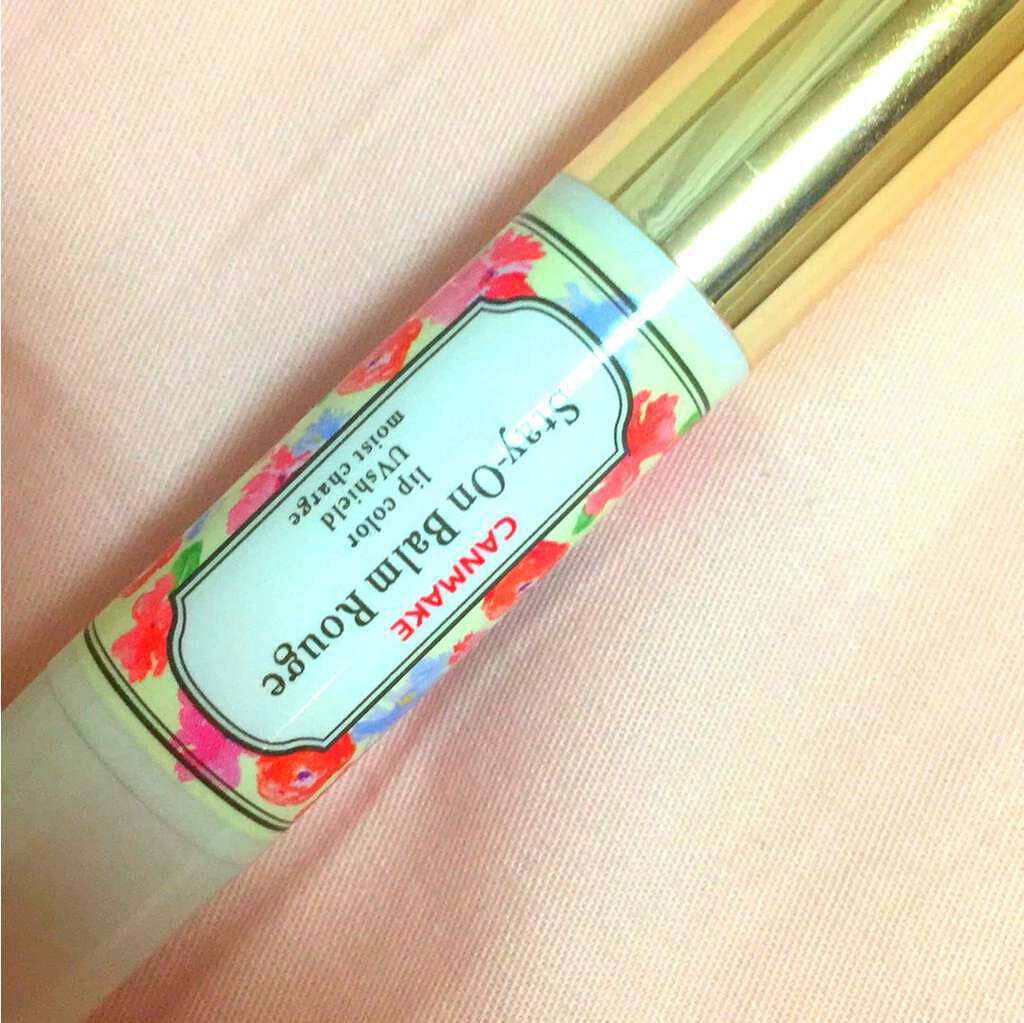 CANMAKE
Stay-On Balm Rouge
lip color
UVshield
moist charge